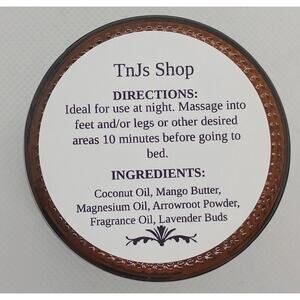 TnJs Shop
DIRECTIONS:
Ideal for use at night. Massage into
feet and/or legs or other desired
areas 10 minutes before going to
bed.
INGREDIENTS:
Coconut Oil, Mango Butter,
Magnesium Oil, Arrowroot Powder,
Fragrance Oil, Lavender Buds